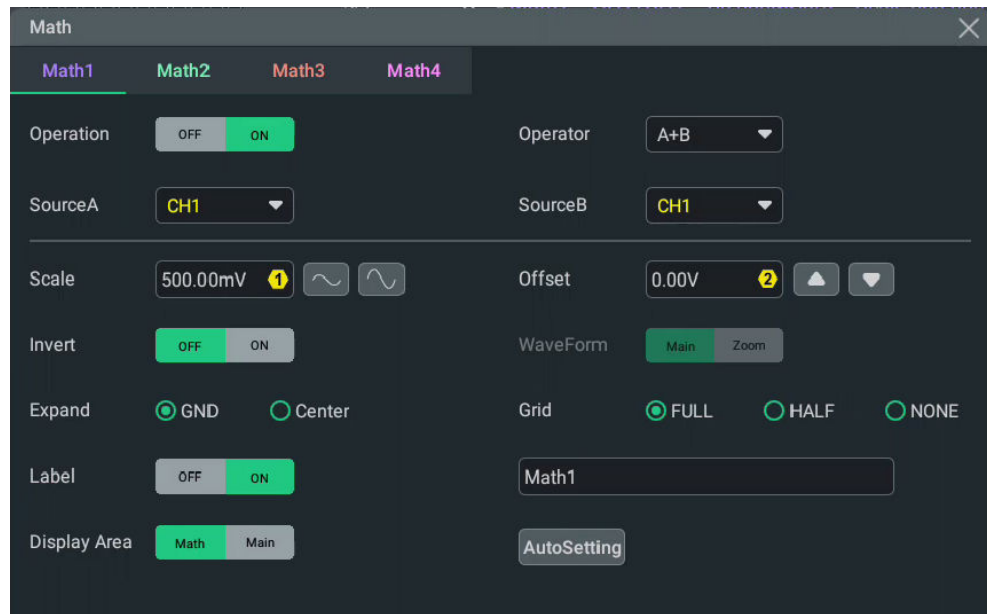 Math
Math1 Math2 Math3 Math4
Operation OFF ON Operator A+B
SourceA CH1 SourceB CH1
Scale 500.00mV 1 Offset 0.00V 2
Invert OFF ON WaveForm Main Zoom
Expand GND Center Grid FULL HALF NONE
Label OFF ON Math1
Display Area Math Main AutoSetting